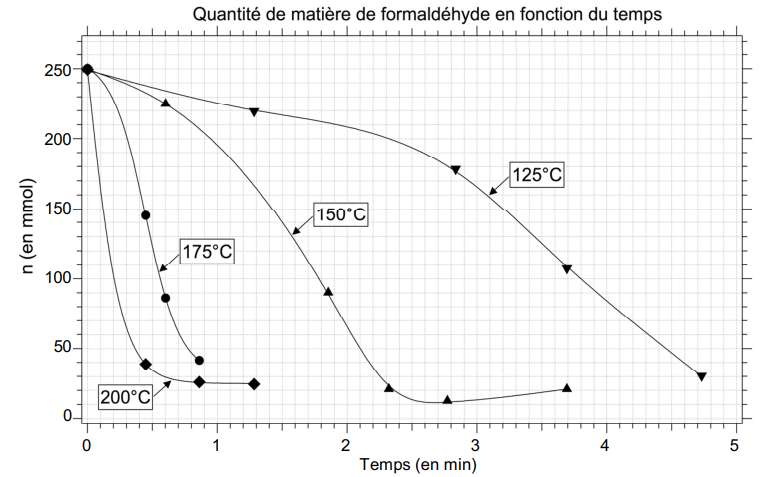 Quantité de matière de formaldéhyde en fonction du temps
250
200
150
100
50
0
n (en mmol)
125°C
150°C
175°C
200°C
0 1 2 3 4 5
Temps (en min)